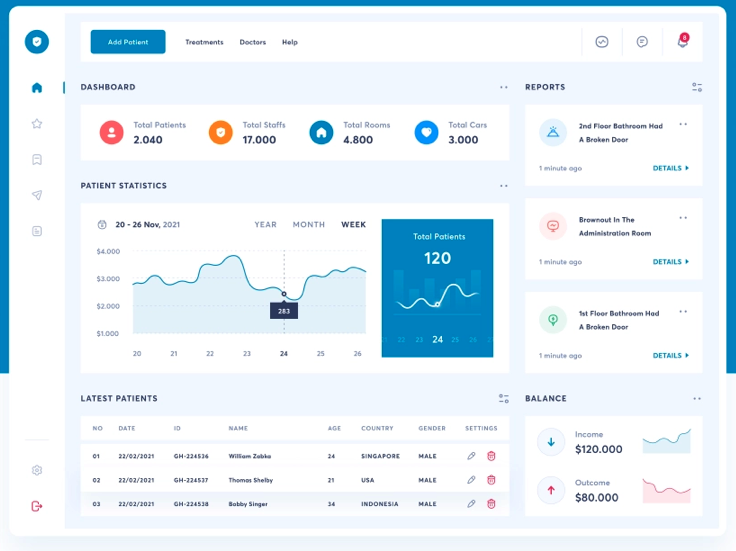 Add Patient Treatments Doctors Help 8
DASHBOARD
Total Patients Total Staffs Total Rooms Total Cars
2.040 17.000 4.800 3.000
PATIENT STATISTICS
20 - 26 Nov, 2021 YEAR MONTH WEEK
$4.000
$3.000
$2.000
$1.000
283
20 21 22 23 24 25 26
Total Patients
120
22 23 24 25 26
LATEST PATIENTS
NO DATE ID NAME AGE COUNTRY GENDER SETTINGS
01 22/02/2021 GH-224536 William Zabka 24 SINGAPORE MALE
02 22/02/2021 GH-224537 Thomas Shelby 21 USA MALE
03 22/02/2021 GH-224538 Bobby Singer 34 INDONESIA MALE
REPORTS
2nd Floor Bathroom Had
A Broken Door
1 minute ago DETAILS
Brownout In The
Administration Room
1 minute ago DETAILS
1st Floor Bathroom Had
A Broken Door
1 minute ago DETAILS
BALANCE
Income
$120.000
Outcome
$80.000